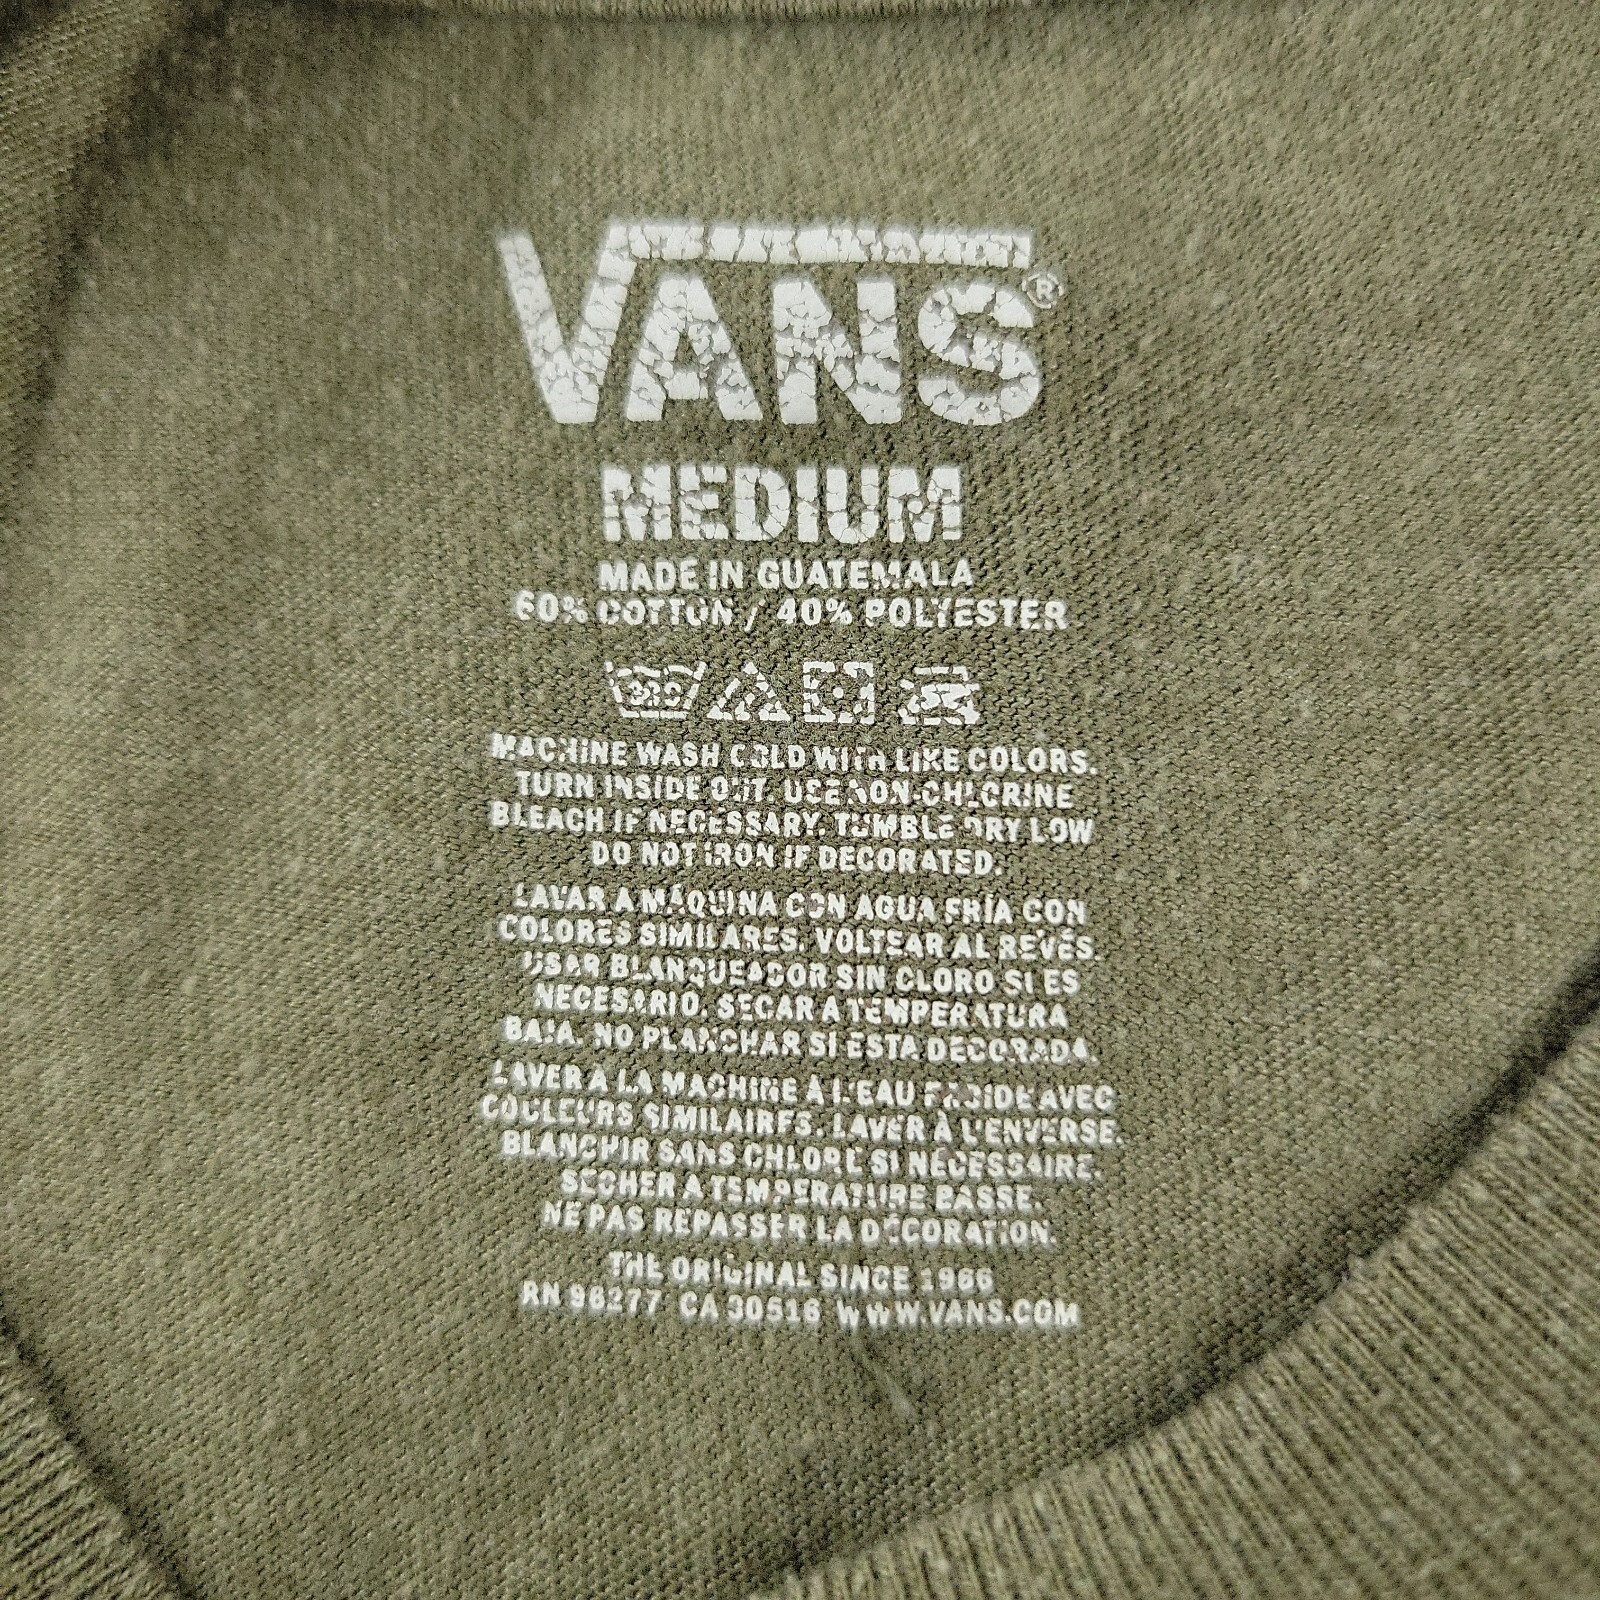 VANS®
MEDIUM
MADE IN GUATEMALA
60% COTTON / 40% POLYESTER
MACHINE WASH COLD WITH LIKE COLORS.
TURN INSIDE OUT. USE NON-CHLORINE
BLEACH IF NECESSARY. TUMBLE DRY LOW
DO NOT IRON IF DECORATED.
LAVAR A MÁQUINA CON AGUA FRÍA CON
COLORES SIMILARES. VOLTEAR AL REVÉS.
USAR BLANQUEADOR SIN CLORO SI ES
NECESARIO. SECAR A TEMPERATURA
BAJA. NO PLANCHAR SI ESTA DECORADA.
LAVER À LA MACHINE À L'EAU FROIDE AVEC
COULEURS SIMILAIRES. LAVER À L'ENVERSE.
BLANCHIR SANS CHLORE SI NÉCESSAIRE.
SÉCHER A TEMPERATURE BASSE.
NE PAS REPASSER LA DÉCORATION.
THE ORIGINAL SINCE 1966
RN 96277 CA 30516 WWW.VANS.COM